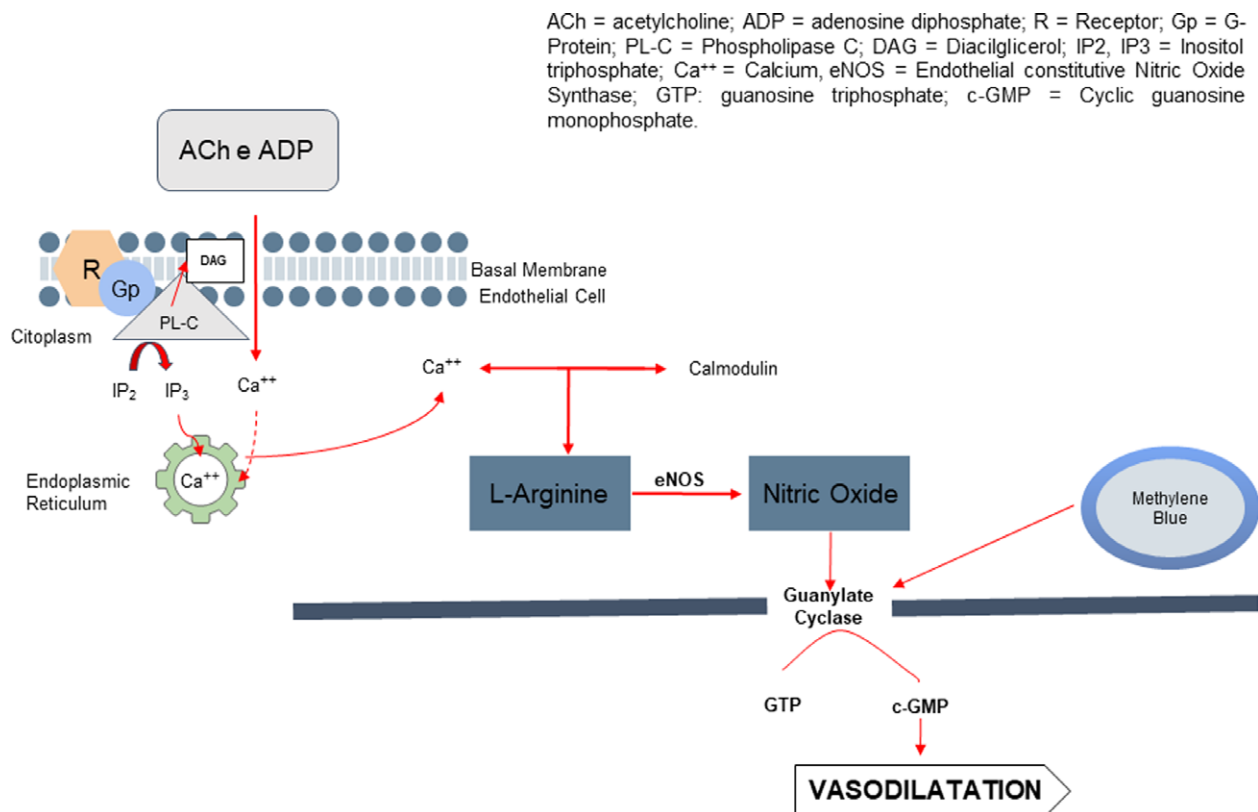 ACh = acetylcholine; ADP = adenosine diphosphate; R = Receptor; Gp = G-
Protein; PL-C = Phospholipase C; DAG = Diacilglicerol; IP2, IP3 = Inositol
triphosphate; Ca⁺⁺ = Calcium, eNOS = Endothelial constitutive Nitric Oxide
Synthase; GTP: guanosine triphosphate; c-GMP = Cyclic guanosine
monophosphate.
ACh e ADP
R
Gp
DAG
PL-C
Basal Membrane
Endothelial Cell
Citoplasm
IP₂
IP₃
Ca⁺⁺
Ca⁺⁺
Calmodulin
Endoplasmic
Reticulum
Ca⁺⁺
L-Arginine
eNOS
Nitric Oxide
Methylene
Blue
Guanylate
Cyclase
GTP
c-GMP
VASODILATATION